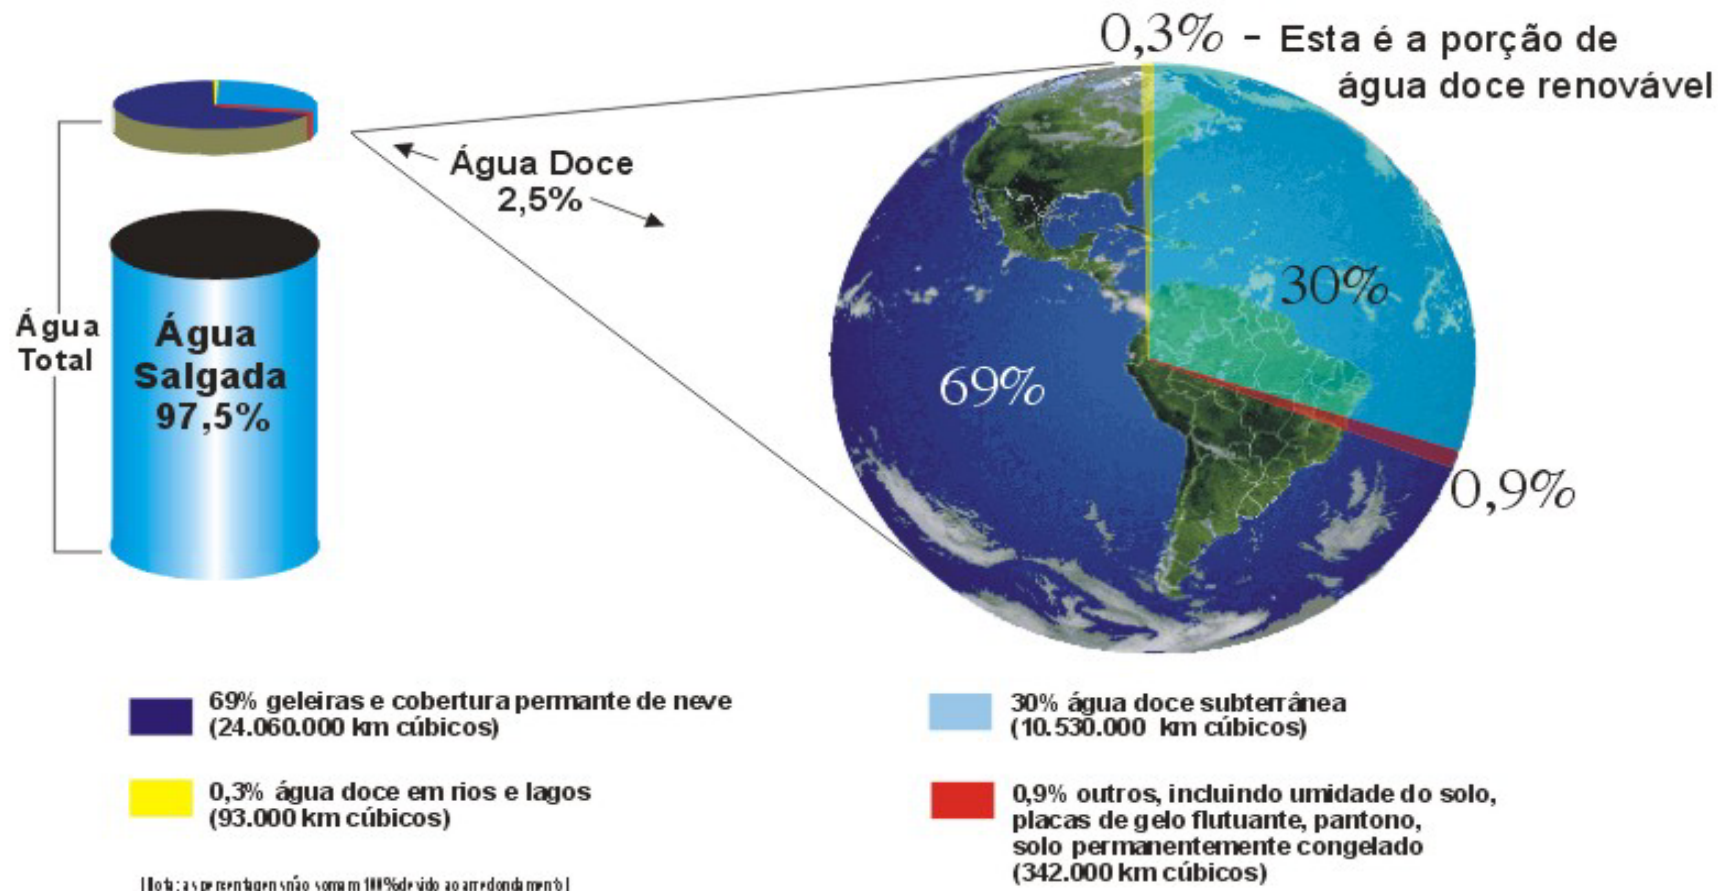 0,3% - Esta é a porção de
água doce renovável
Água Doce
2,5%
Água
Total
Água
Salgada
97,5%
30%
69%
0,9%
69% geleiras e cobertura permante de neve
(24.060.000 km cúbicos)
30% água doce subterrânea
(10.530.000 km cúbicos)
0,3% água doce em rios e lagos
(93.000 km cúbicos)
0,9% outros, incluindo umidade do solo,
placas de gelo flutuante, pantono,
solo permanentemente congelado
(342.000 km cúbicos)